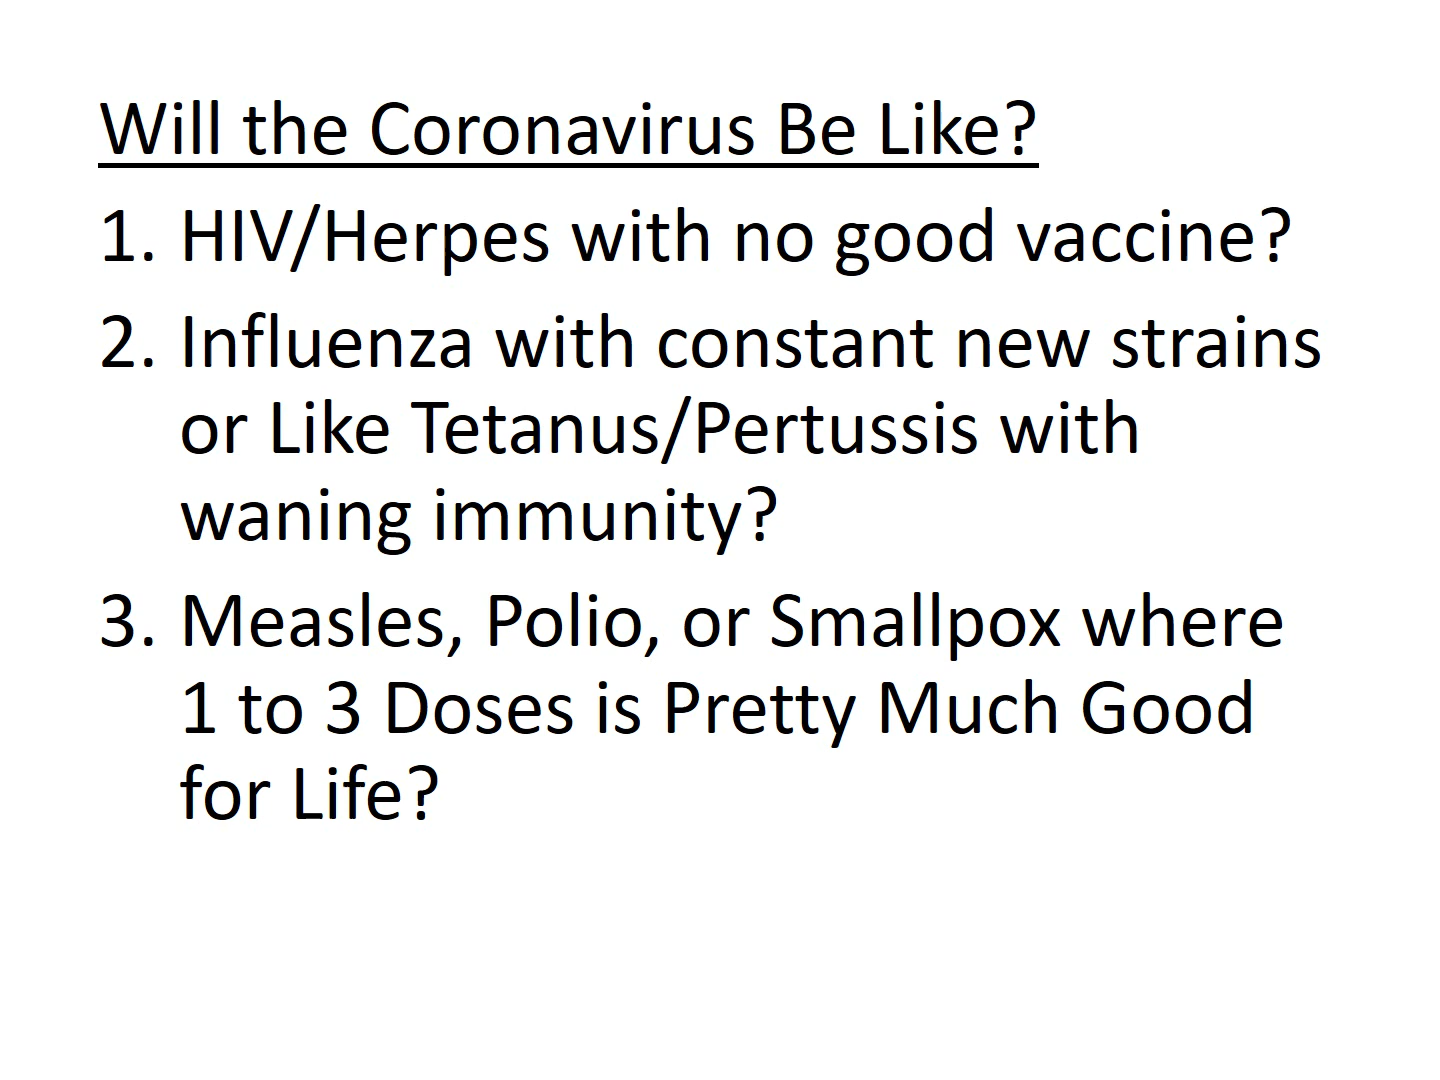 Will the Coronavirus Be Like?
1. HIV/Herpes with no good vaccine?
2. Influenza with constant new strains
or Like Tetanus/Pertussis with
waning immunity?
3. Measles, Polio, or Smallpox where
1 to 3 Doses is Pretty Much Good
for Life?